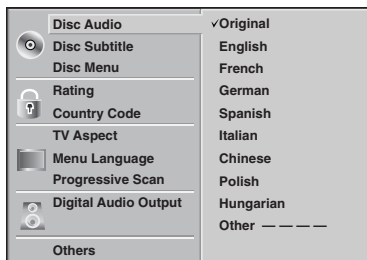 Disc Audio
Disc Subtitle
Disc Menu
Rating
Country Code
TV Aspect
Menu Language
Progressive Scan
Digital Audio Output
Others
✓Original
English
French
German
Spanish
Italian
Chinese
Polish
Hungarian
Other — — — —